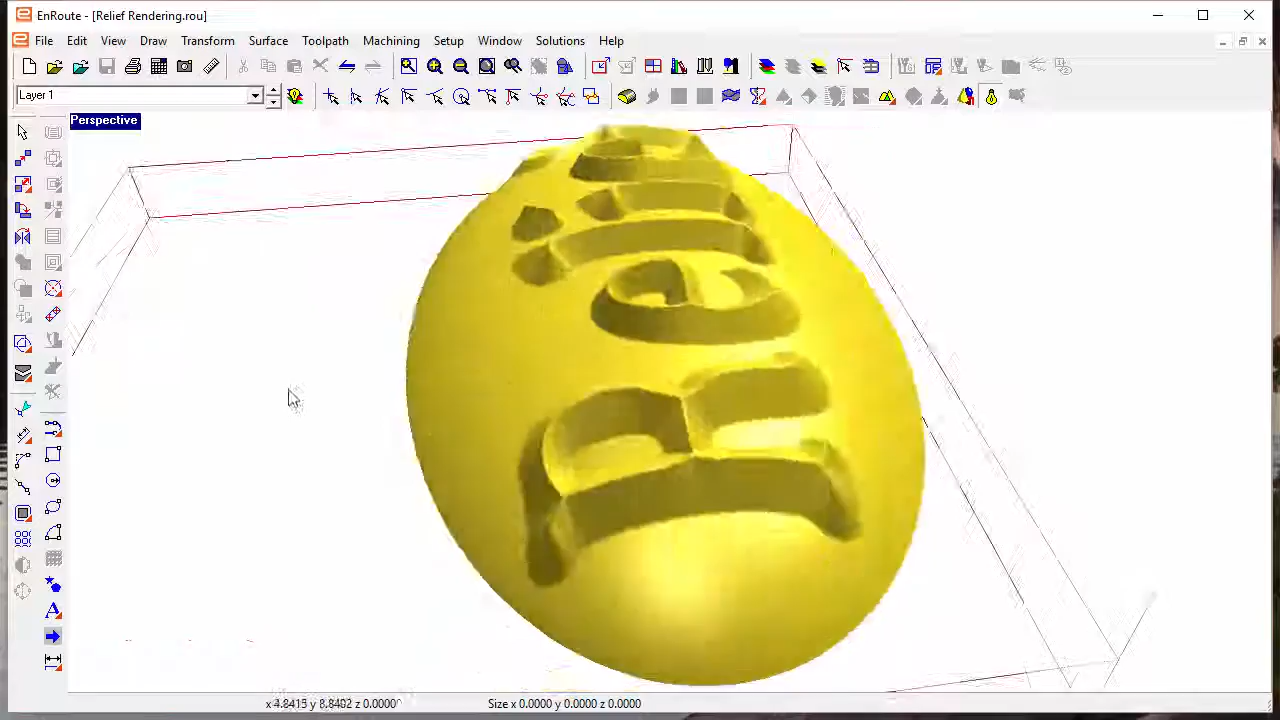 EnRoute - [Relief Rendering.rou]
File Edit View Draw Transform Surface Toolpath Machining Setup Window Solutions Help
Layer 1
Perspective
Relief
x 4.8415 y 8.8402 z 0.0000 Size x 0.0000 y 0.0000 z 0.0000